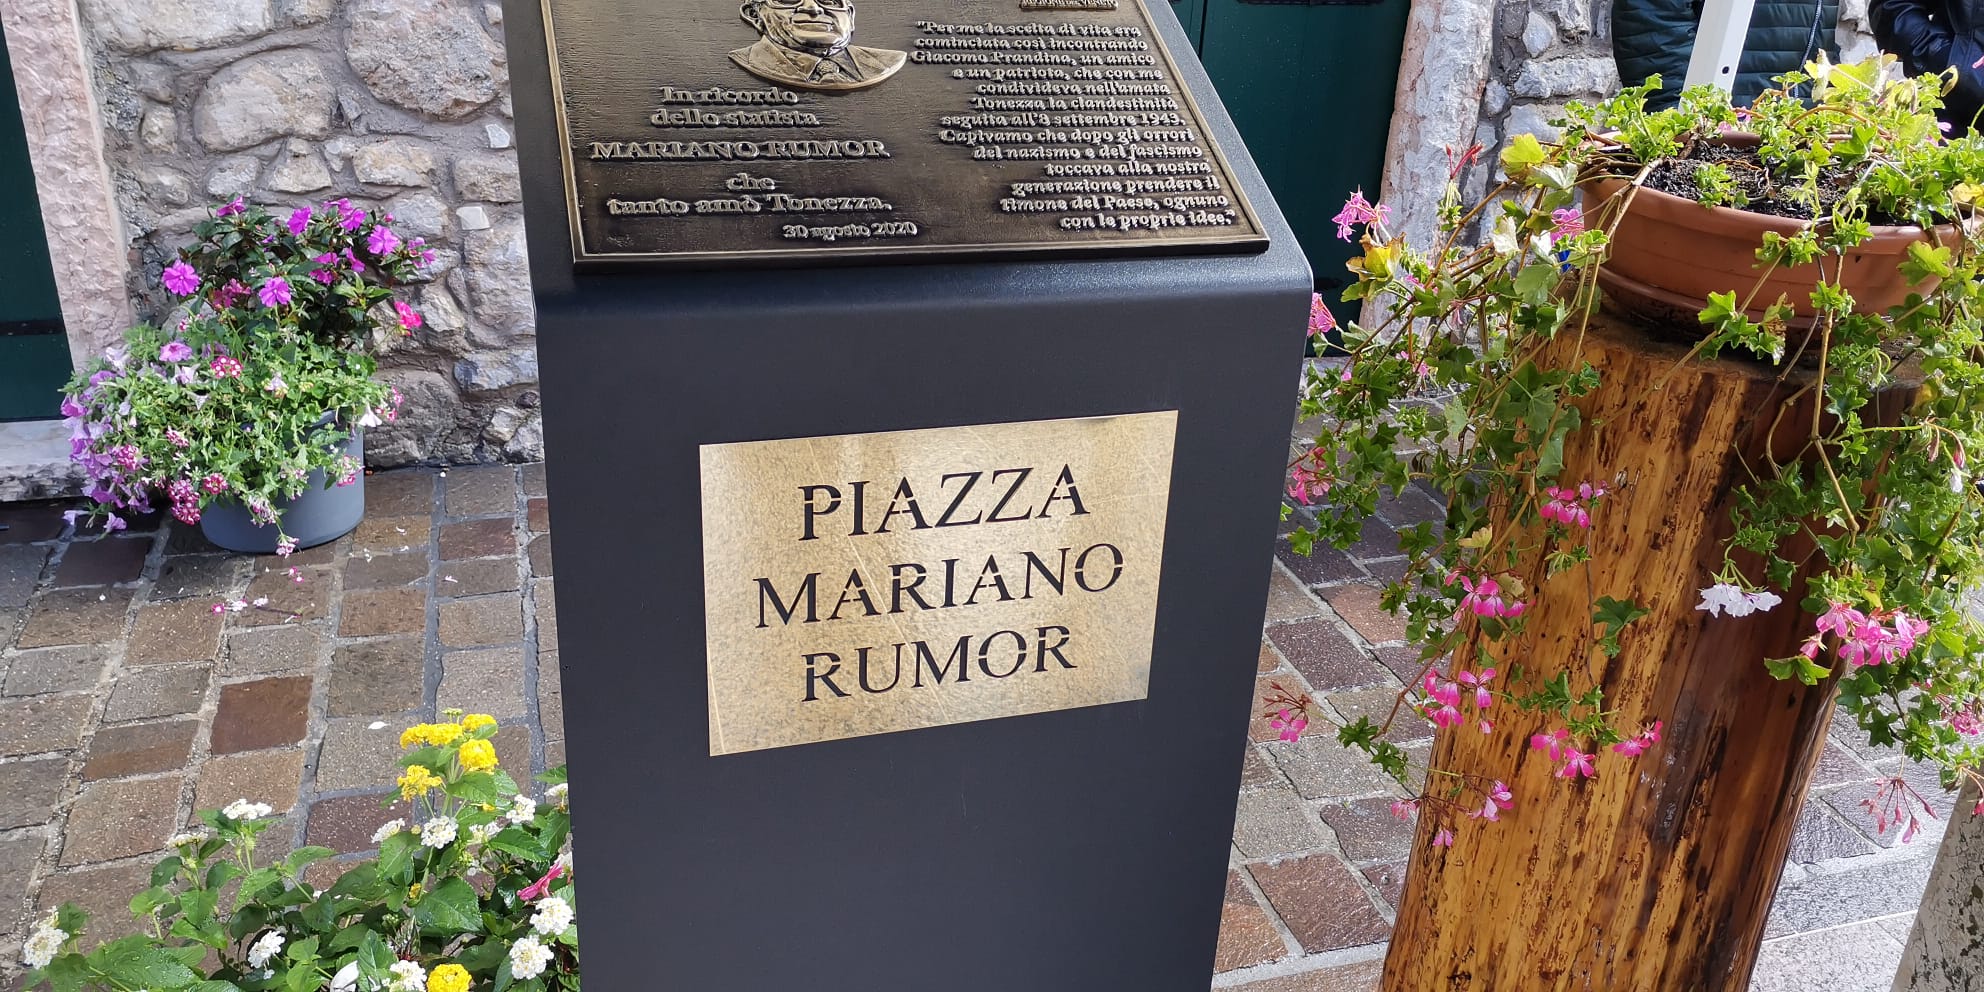 REGIONE DEL VENETO
In ricordo
dello statista
MARIANO RUMOR
che
tanto amò Tonezza.
30 agosto 2020
"Per me la scelta di vita era
cominciata così incontrando
Giacomo Prandina, un amico
e un patriota, che con me
condivideva nell'amata
Tonezza la clandestinità
seguita all'8 settembre 1943.
Capivamo che dopo gli orrori
del nazismo e del fascismo
toccava alla nostra
generazione prendere il
timone del Paese, ognuno
con le proprie idee."
PIAZZA
MARIANO
RUMOR